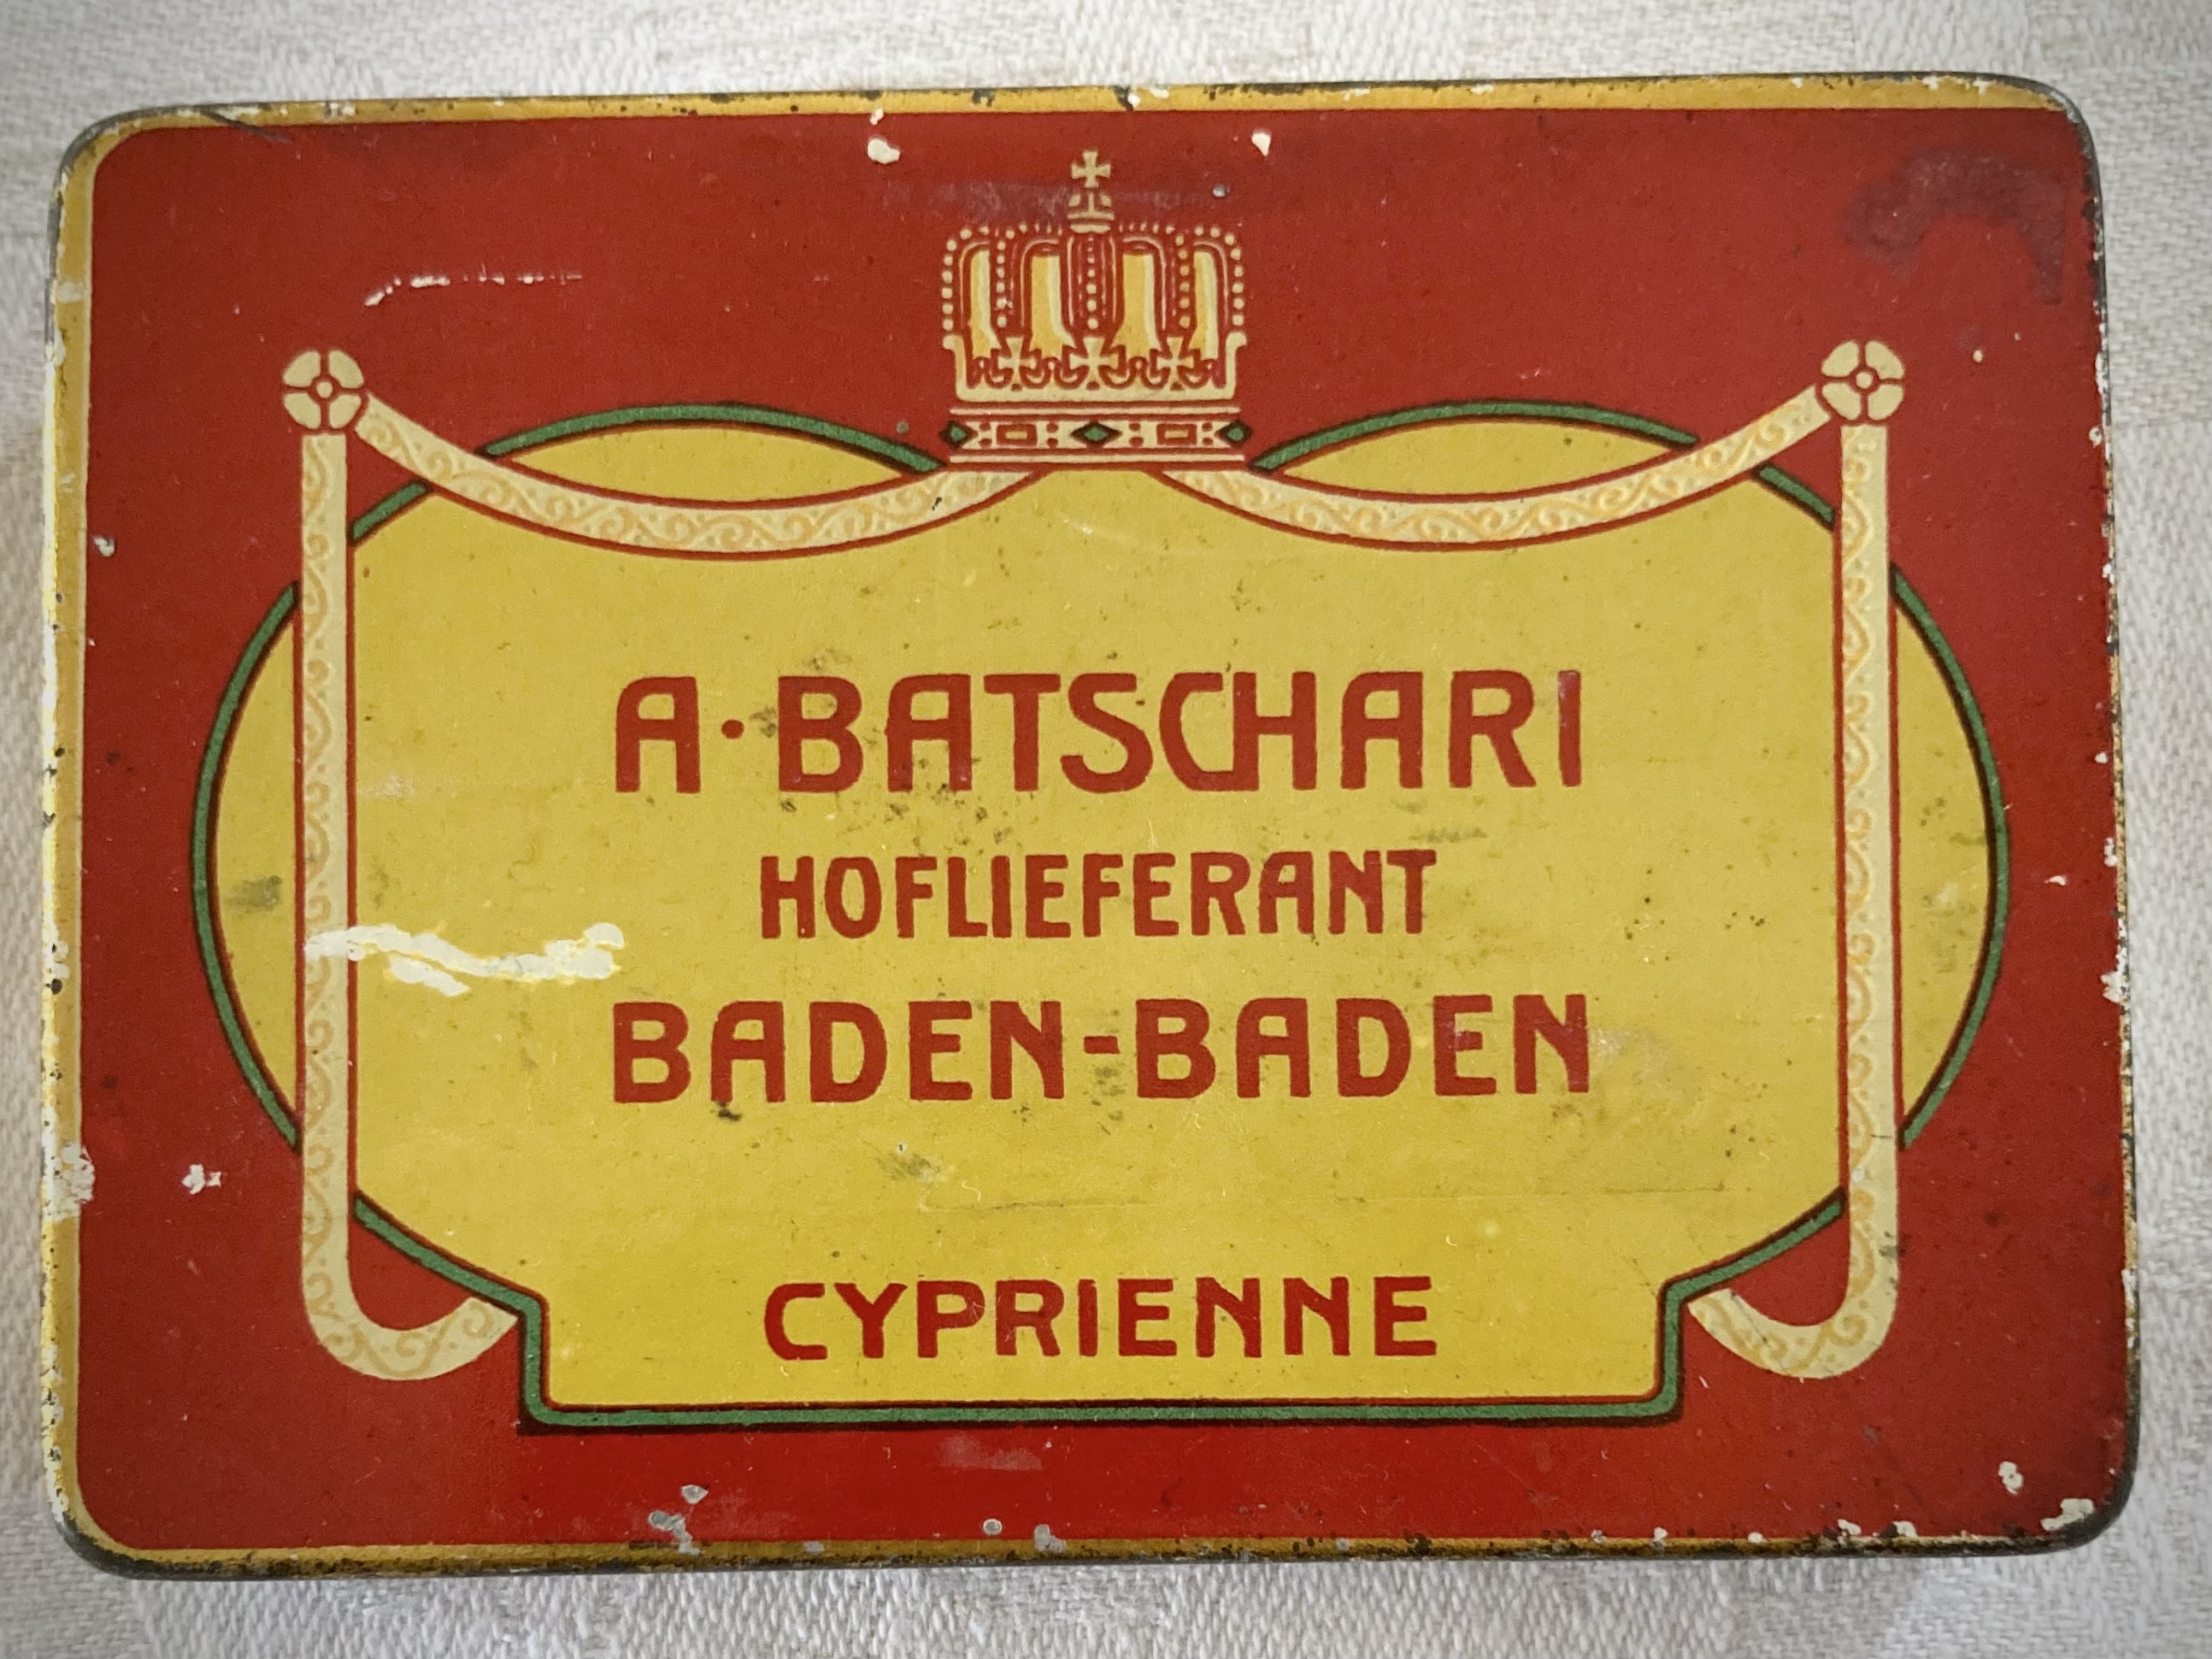 A·BATSCHARI
HOFLIEFERANT
BADEN-BADEN
CYPRIENNE